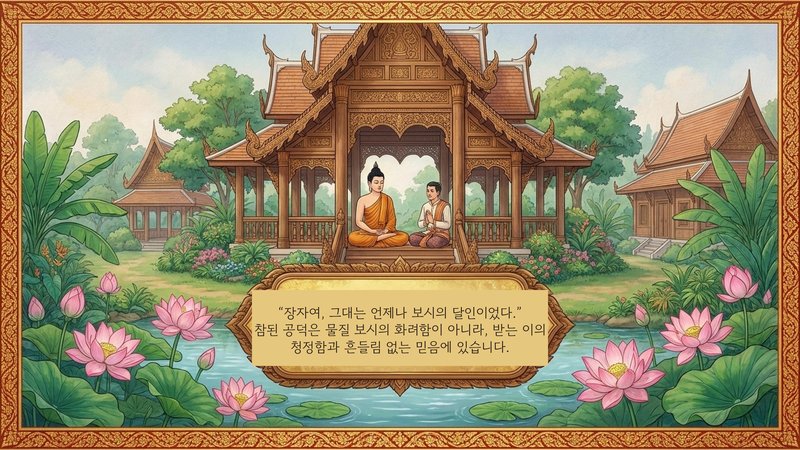 “장자여, 그대는 언제나 보시의 달인이었다.”
참된 공덕은 물질 보시의 화려함이 아니라, 받는 이의
청정함과 흔들림 없는 믿음에 있습니다.